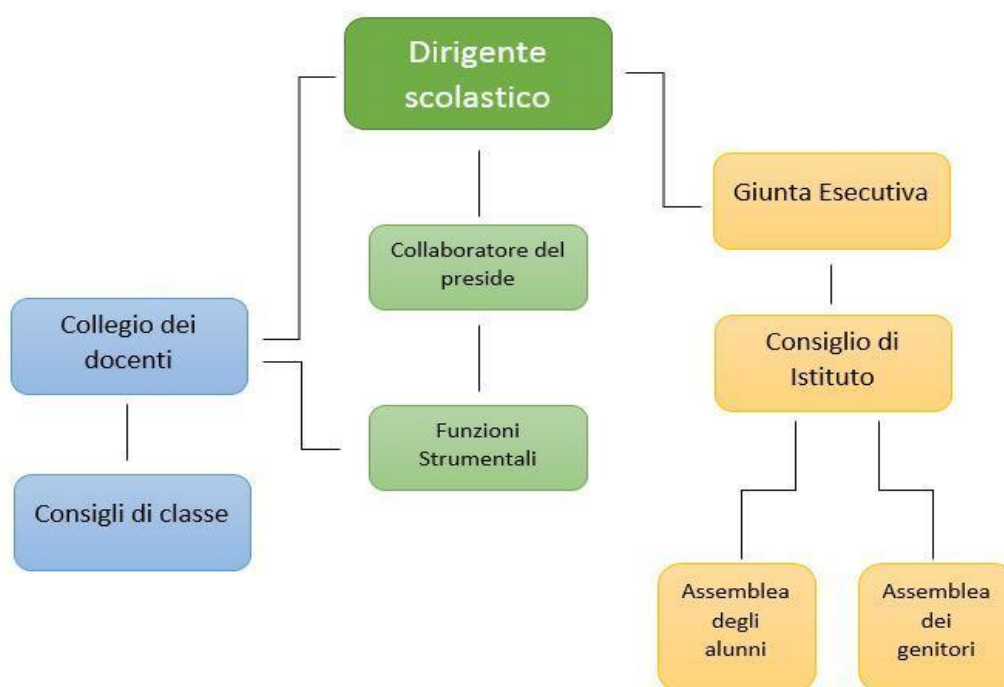 Dirigente
scolastico
Giunta Esecutiva
Collaboratore del
preside
Collegio dei
docenti
Consiglio di
Istituto
Funzioni
Strumentali
Consigli di classe
Assemblea
degli
alunni
Assemblea
dei
genitori